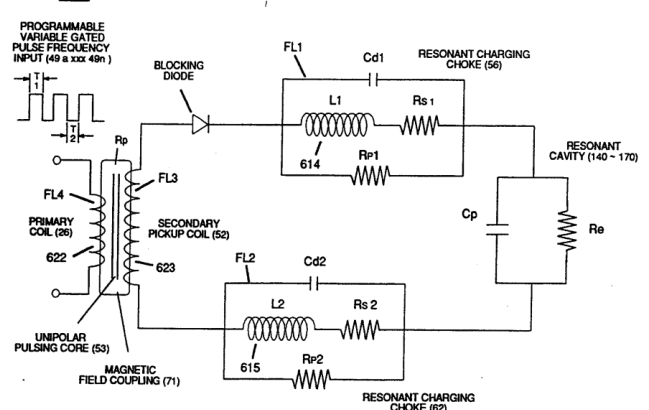 PROGRAMMABLE
VARIABLE GATED
PULSE FREQUENCY
INPUT (49 a xxx 49n )
T
1
T
2
BLOCKING
DIODE
FL1
Cd1
RESONANT CHARGING
CHOKE (56)
L1
Rs 1
614
RP1
RESONANT
CAVITY (140 ~ 170)
Cp
Re
Rp
FL4
FL3
PRIMARY
COIL (26)
SECONDARY
PICKUP COIL (52)
622
623
UNIPOLAR
PULSING CORE (53)
MAGNETIC
FIELD COUPLING (71)
FL2
Cd2
L2
Rs 2
615
RP2
RESONANT CHARGING
CHOKE (62)